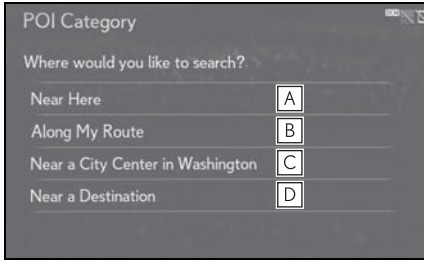 POI Category
DCM
Where would you like to search?
Near Here
A
Along My Route
B
Near a City Center in Washington
C
Near a Destination
D